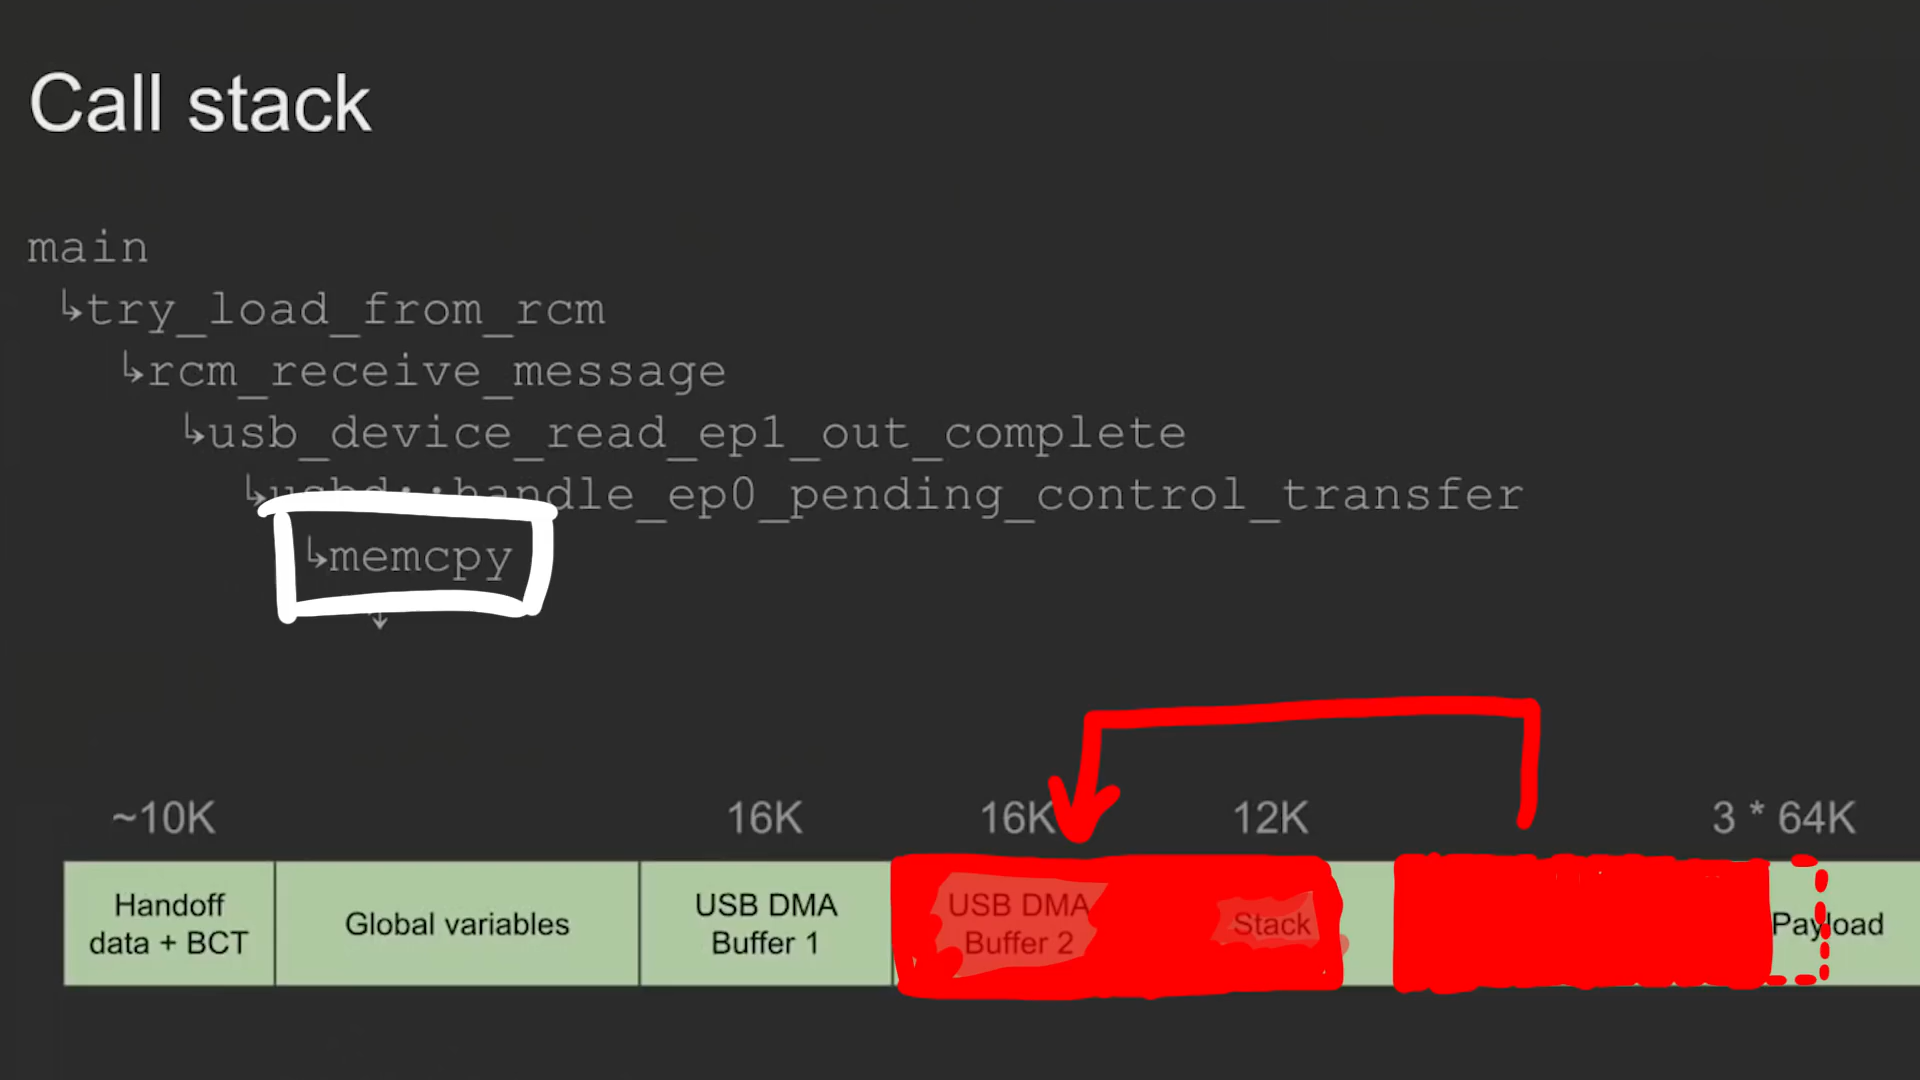 Call stack
main
↳try_load_from_rcm
↳rcm_receive_message
↳usb_device_read_ep1_out_complete
↳usbd::handle_ep0_pending_control_transfer
↳memcpy
~10K 16K 16K 12K 3 * 64K
Handoff
data + BCT
Global variables
USB DMA
Buffer 1
USB DMA
Buffer 2
Stack
Payload